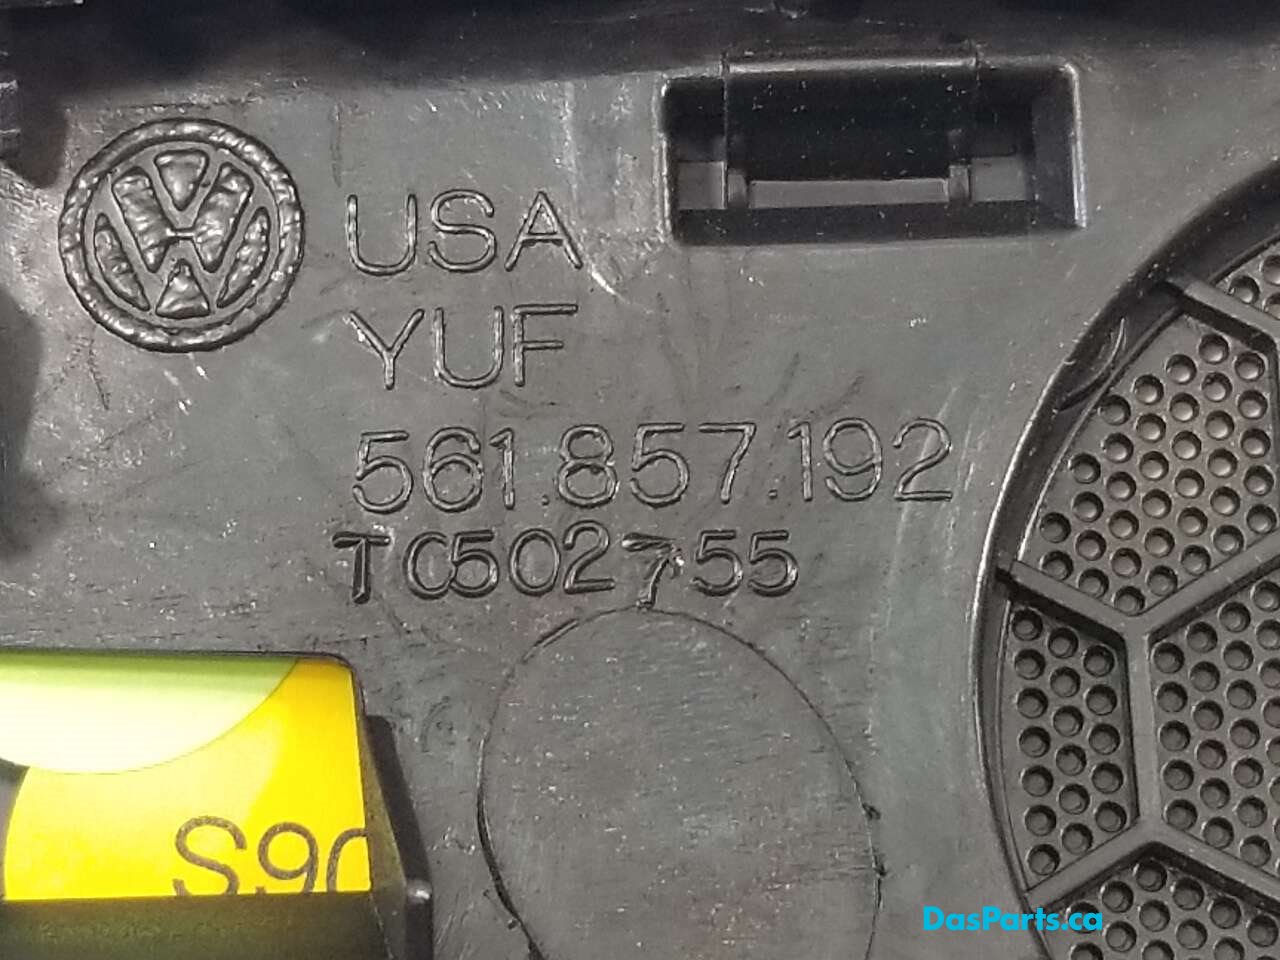 USA
YUF
561.857.192
TC502755
S90
DasParts.ca